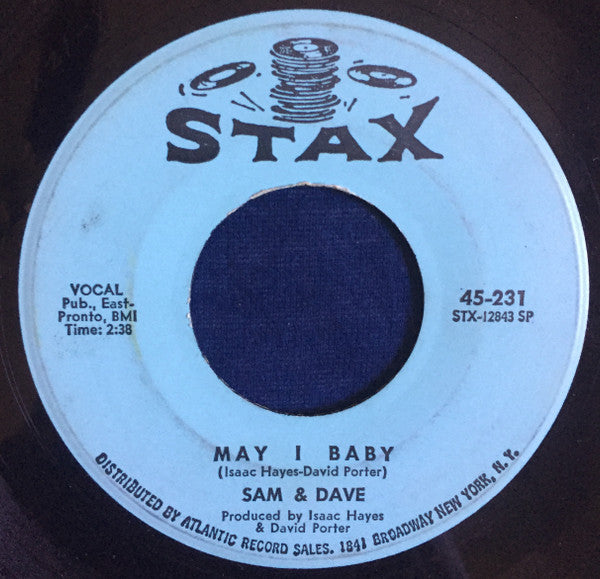 STAX
VOCAL
Pub., East-
Pronto, BMI
Time: 2:38
45-231
STX-12843 SP
MAY I BABY
(Isaac Hayes-David Porter)
SAM & DAVE
Produced by Isaac Hayes
& David Porter
DISTRIBUTED BY ATLANTIC RECORD SALES. 1841 BROADWAY NEW YORK, N.Y.